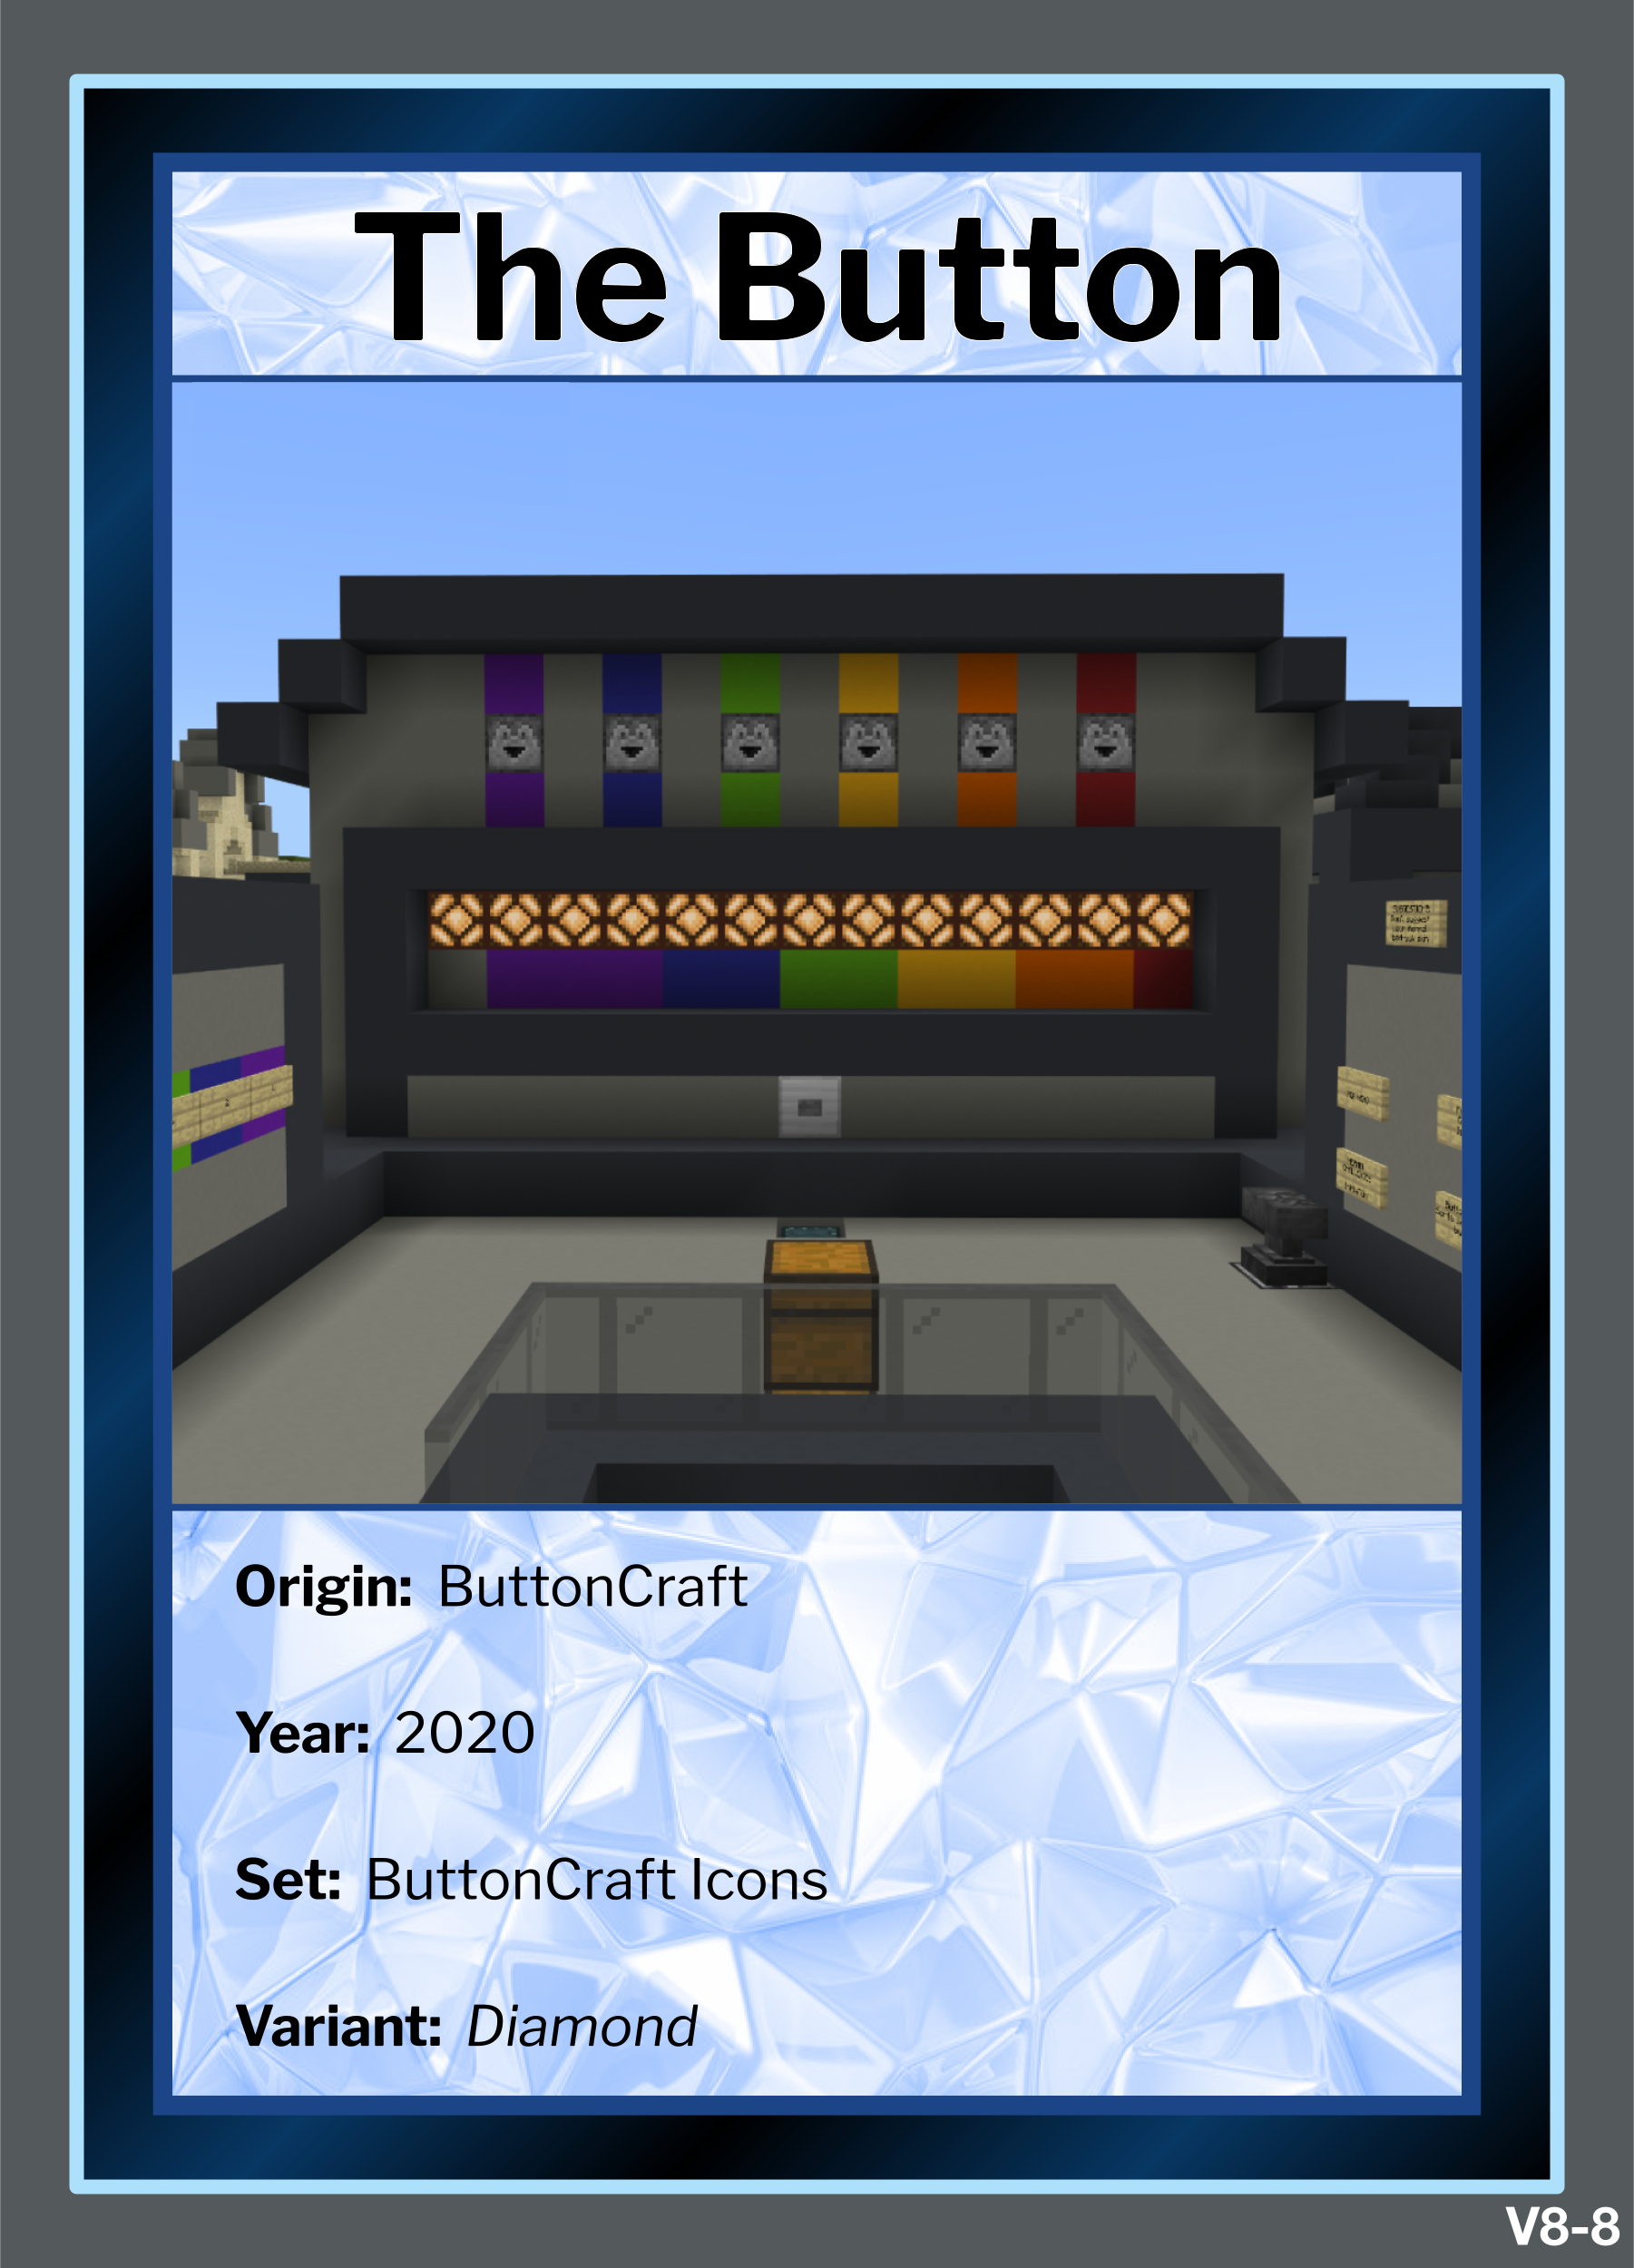 The Button
Origin: ButtonCraft
Year: 2020
Set: ButtonCraft Icons
Variant: Diamond
V8-8